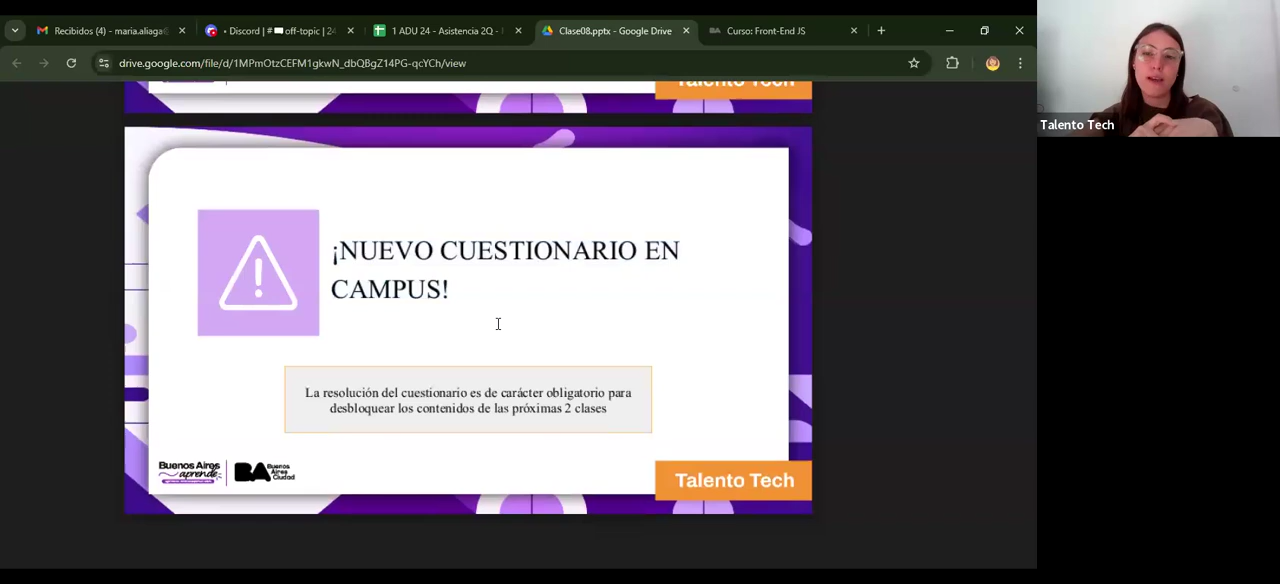 Recibidos (4) - maria.aliaga
• Discord | # off-topic | 24
1 ADU 24 - Asistencia 2Q -
Clase08.pptx - Google Drive
BA Curso: Front-End JS
drive.google.com/file/d/1MPmOtzCEFM1gkwN_dbQBgZ14PG-qcYCh/view
Talento Tech
Talento Tech
¡NUEVO CUESTIONARIO EN
CAMPUS!
La resolución del cuestionario es de carácter obligatorio para
desbloquear los contenidos de las próximas 2 clases
Buenos Aires
aprende
BA Buenos
Aires
Ciudad
Talento Tech